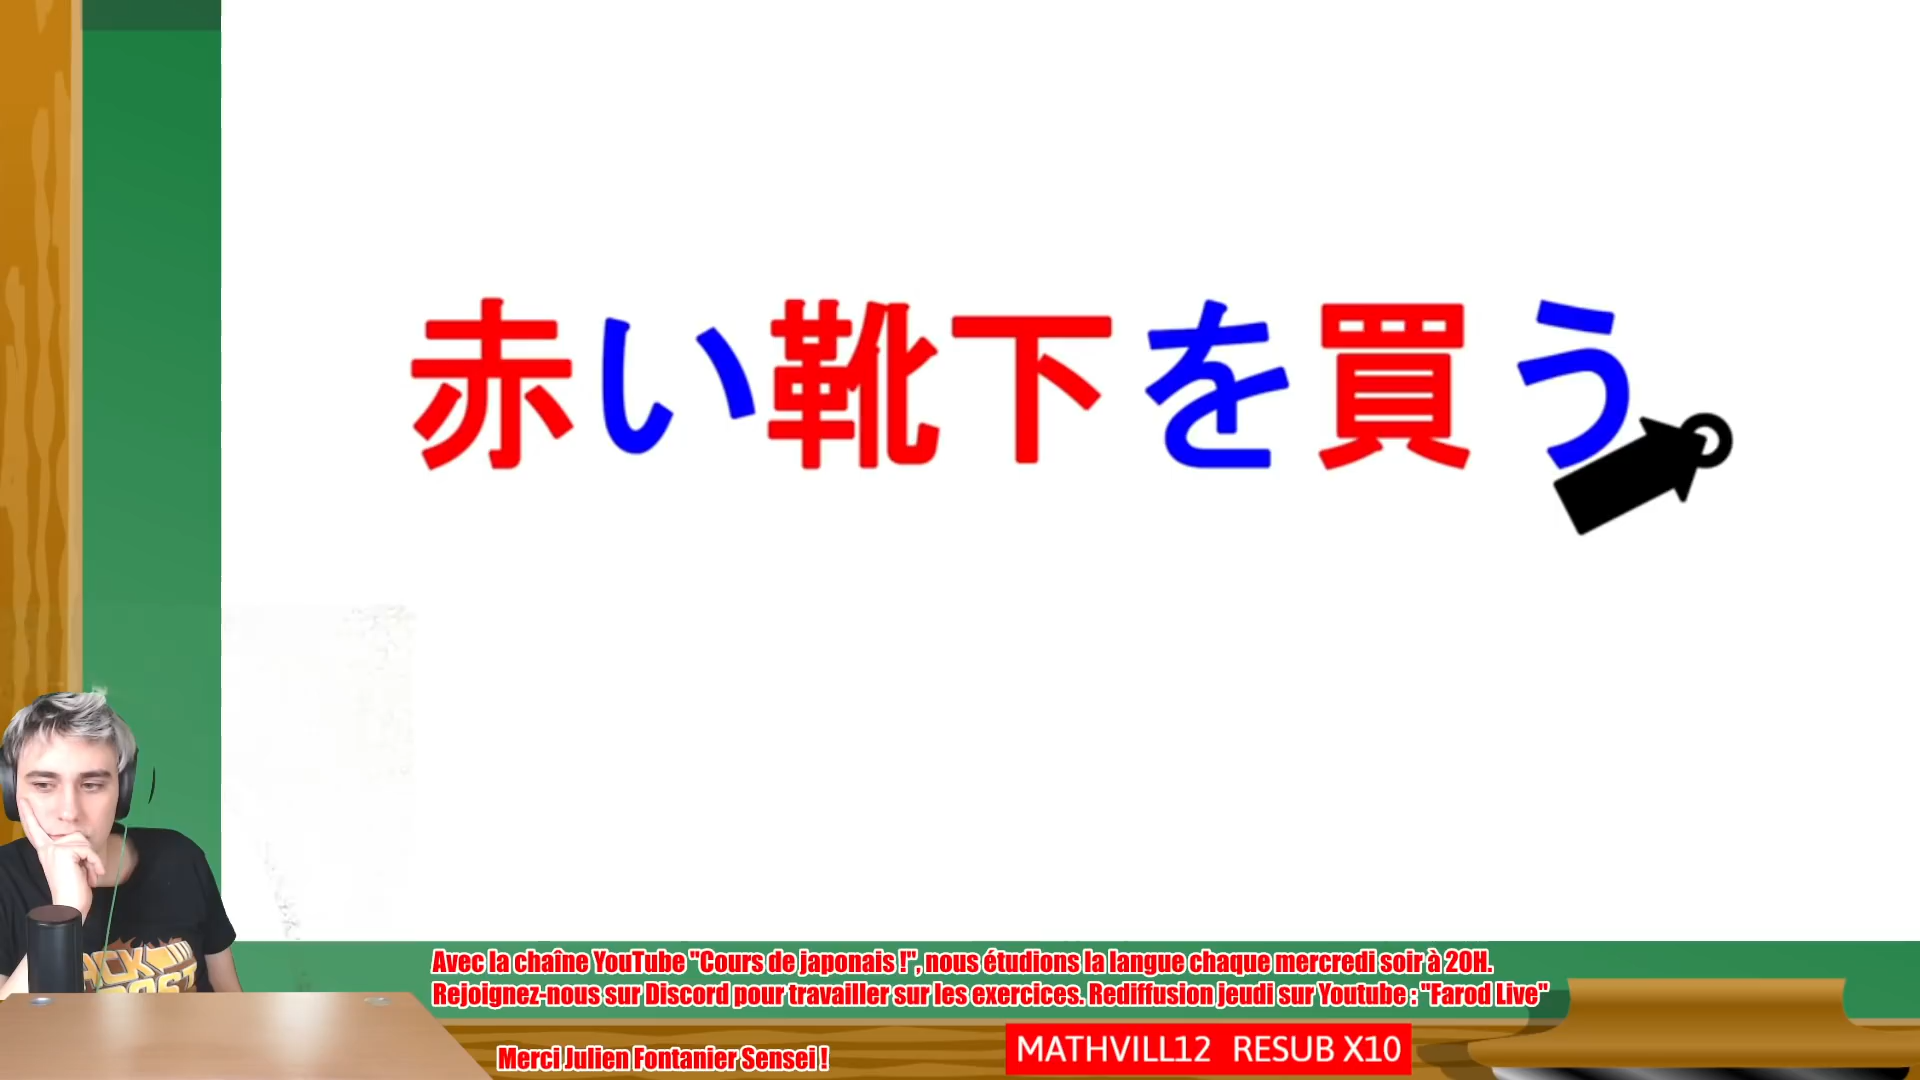 赤い靴下を買う
Avec la chaîne YouTube "Cours de japonais !", nous étudions la langue chaque mercredi soir à 20H.
Rejoignez-nous sur Discord pour travailler sur les exercices. Rediffusion jeudi sur Youtube : "Farod Live"
Merci Julien Fontanier Sensei !
MATHVILL12 RESUB X10